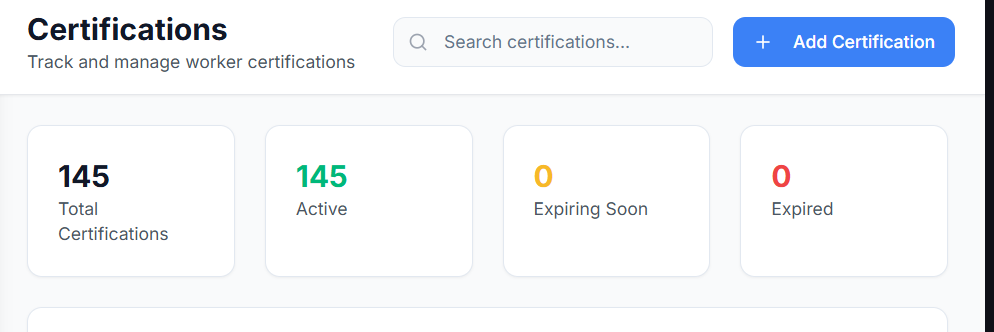 Certifications
Track and manage worker certifications
Search certifications...
Add Certification
145
Total
Certifications
145
Active
0
Expiring Soon
0
Expired